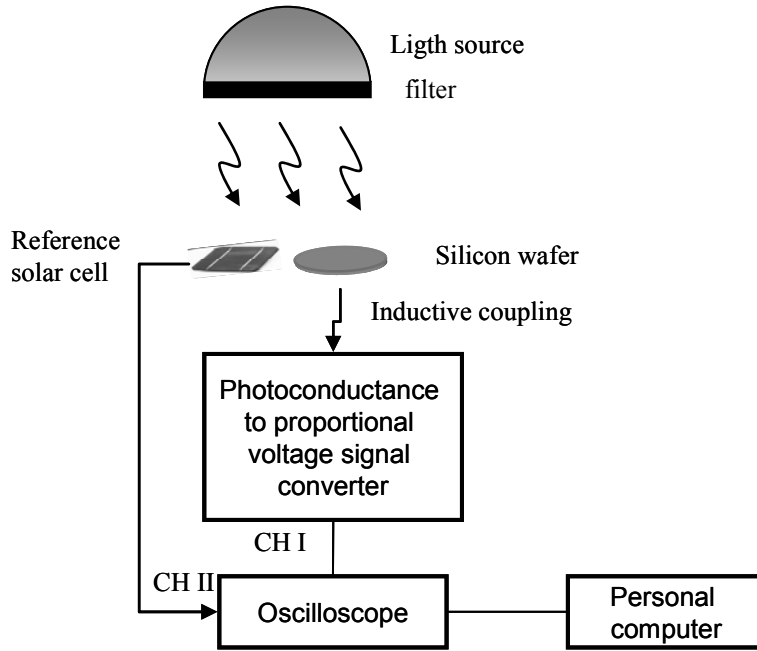 Ligth source
filter
Reference
solar cell
Silicon wafer
Inductive coupling
Photoconductance
to proportional
voltage signal
converter
CH I
CH II
Oscilloscope
Personal
computer